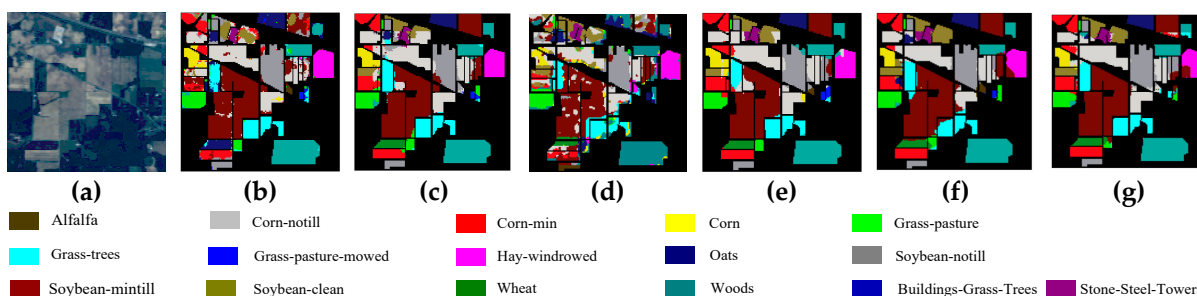 (a) (b) (c) (d) (e) (f) (g)
Alfalfa Corn-notill Corn-min Corn Grass-pasture
Grass-trees Grass-pasture-mowed Hay-windrowed Oats Soybean-notill
Soybean-mintill Soybean-clean Wheat Woods Buildings-Grass-Trees Stone-Steel-Tower